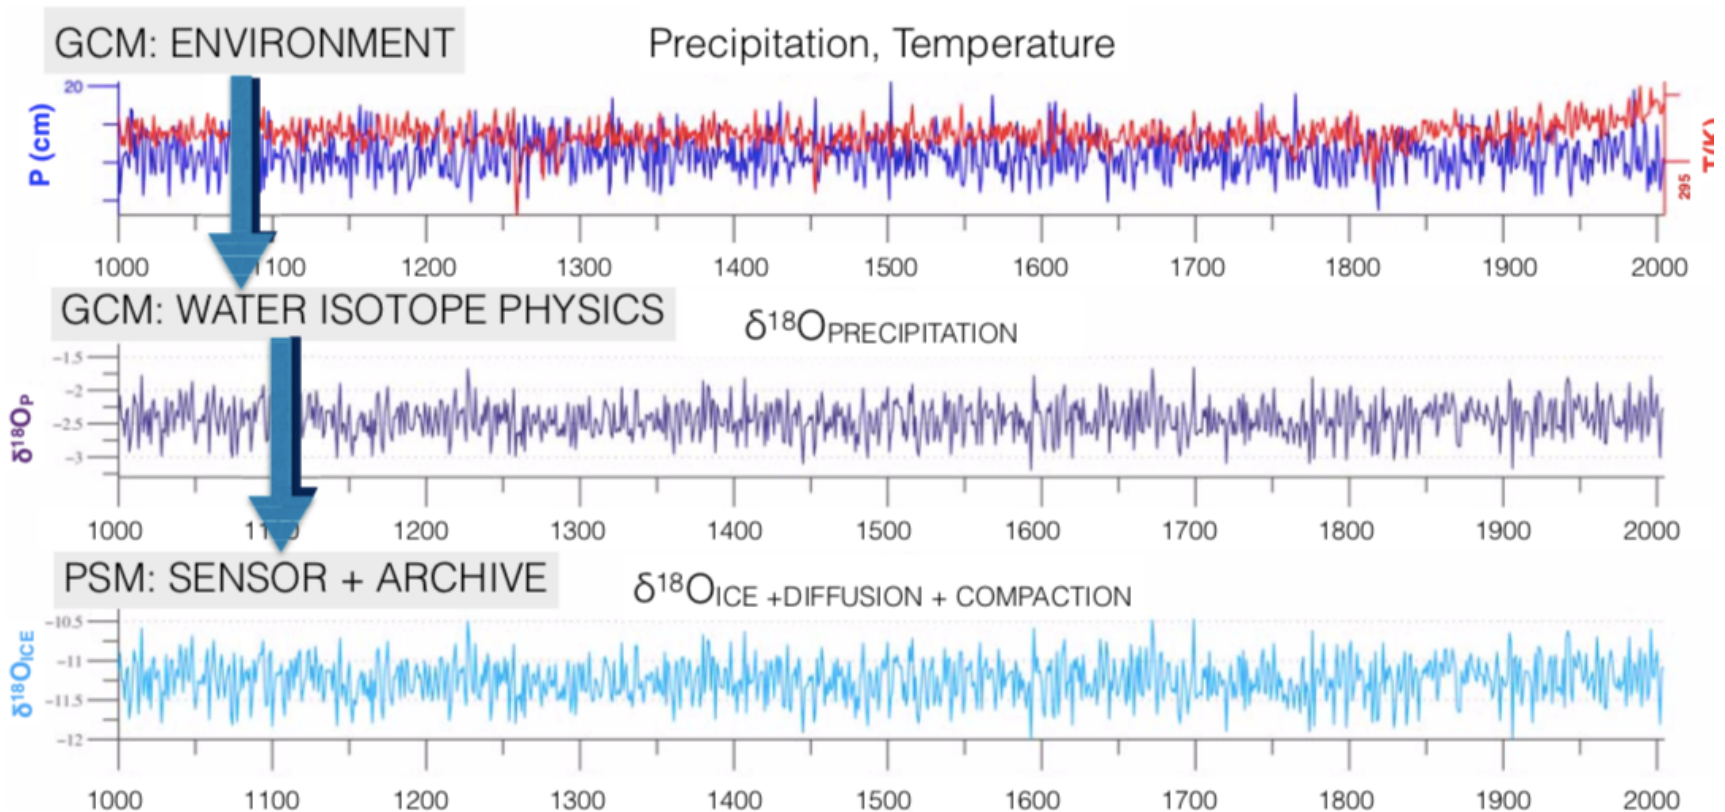 GCM: ENVIRONMENT
Precipitation, Temperature
P (cm)
20
T(K)
295
1000 1100 1200 1300 1400 1500 1600 1700 1800 1900 2000
GCM: WATER ISOTOPE PHYSICS
δ¹⁸OPRECIPITATION
δ¹⁸OP
-1.5
-2
-2.5
-3
1000 1100 1200 1300 1400 1500 1600 1700 1800 1900 2000
PSM: SENSOR + ARCHIVE
δ¹⁸OICE +DIFFUSION + COMPACTION
δ¹⁸OICE
-10.5
-11
-11.5
-12
1000 1100 1200 1300 1400 1500 1600 1700 1800 1900 2000